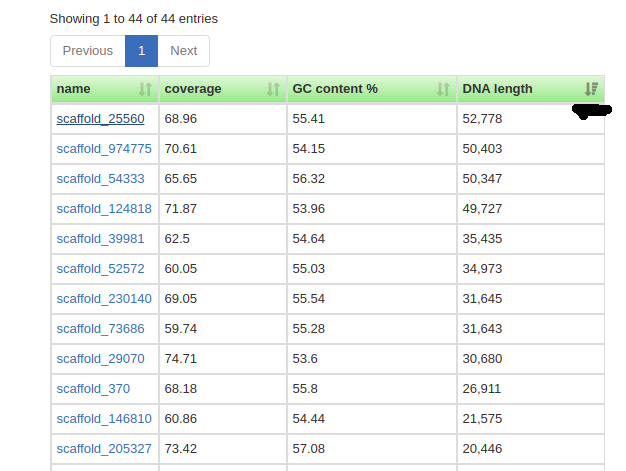 Showing 1 to 44 of 44 entries
Previous 1 Next
name coverage GC content % DNA length
scaffold_25560 68.96 55.41 52,778
scaffold_974775 70.61 54.15 50,403
scaffold_54333 65.65 56.32 50,347
scaffold_124818 71.87 53.96 49,727
scaffold_39981 62.5 54.64 35,435
scaffold_52572 60.05 55.03 34,973
scaffold_230140 69.05 55.54 31,645
scaffold_73686 59.74 55.28 31,643
scaffold_29070 74.71 53.6 30,680
scaffold_370 68.18 55.8 26,911
scaffold_146810 60.86 54.44 21,575
scaffold_205327 73.42 57.08 20,446